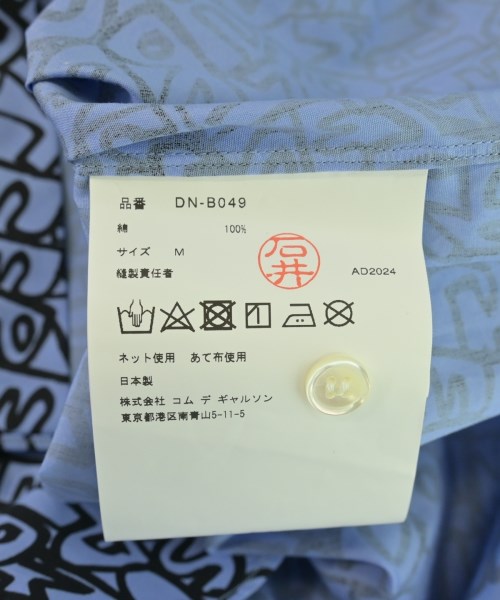 品番 DN-B049
綿 100%
サイズ M
縫製責任者 石井 AD2024
ネット使用 あて布使用
日本製
株式会社 コム デ ギャルソン
東京都港区南青山5-11-5